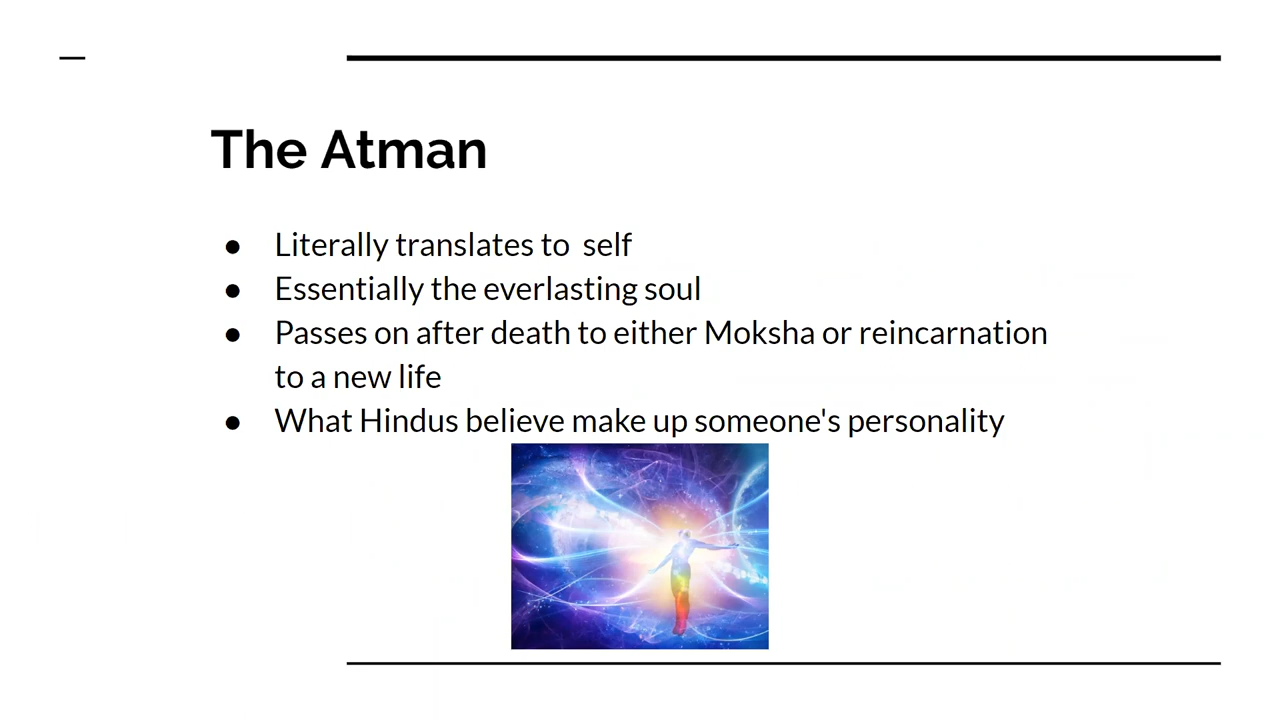 The Atman
● Literally translates to  self
● Essentially the everlasting soul
● Passes on after death to either Moksha or reincarnation
to a new life
● What Hindus believe make up someone's personality